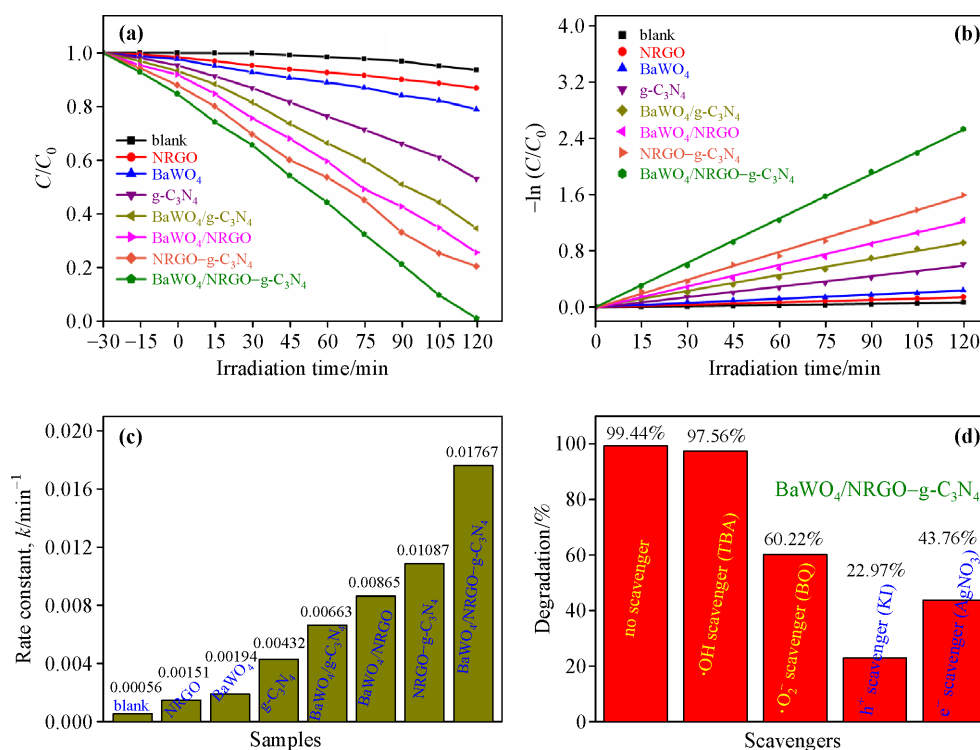 (a)
C/C₀
1.0
0.8
0.6
0.4
0.2
0.0
blank
NRGO
BaWO₄
g-C₃N₄
BaWO₄/g-C₃N₄
BaWO₄/NRGO
NRGO–g-C₃N₄
BaWO₄/NRGO–g-C₃N₄
−30 −15 0 15 30 45 60 75 90 105 120
Irradiation time/min
(b)
−ln (C/C₀)
-4.0
3.2
2.4
1.6
0.8
0.0
blank
NRGO
BaWO₄
g-C₃N₄
BaWO₄/g-C₃N₄
BaWO₄/NRGO
NRGO–g-C₃N₄
BaWO₄/NRGO–g-C₃N₄
0 15 30 45 60 75 90 105 120
Irradiation time/min
(c)
Rate constant, k/min⁻¹
0.020
0.016
0.012
0.008
0.004
0.000
0.00056
0.00151
0.00194
0.00432
0.00663
0.00865
0.01087
0.01767
blank
NRGO
BaWO₄
g-C₃N₄
BaWO₄/g-C₃N₄
BaWO₄/NRGO
NRGO–g-C₃N₄
BaWO₄/NRGO–g-C₃N₄
Samples
(d)
Degradation/%
100
80
60
40
20
0
99.44%
97.56%
60.22%
22.97%
43.76%
BaWO₄/NRGO–g-C₃N₄
no scavenger
·OH scavenger (TBA)
·O₂⁻ scavenger (BQ)
h⁺ scavenger (KI)
e⁻ scavenger (AgNO₃)
Scavengers